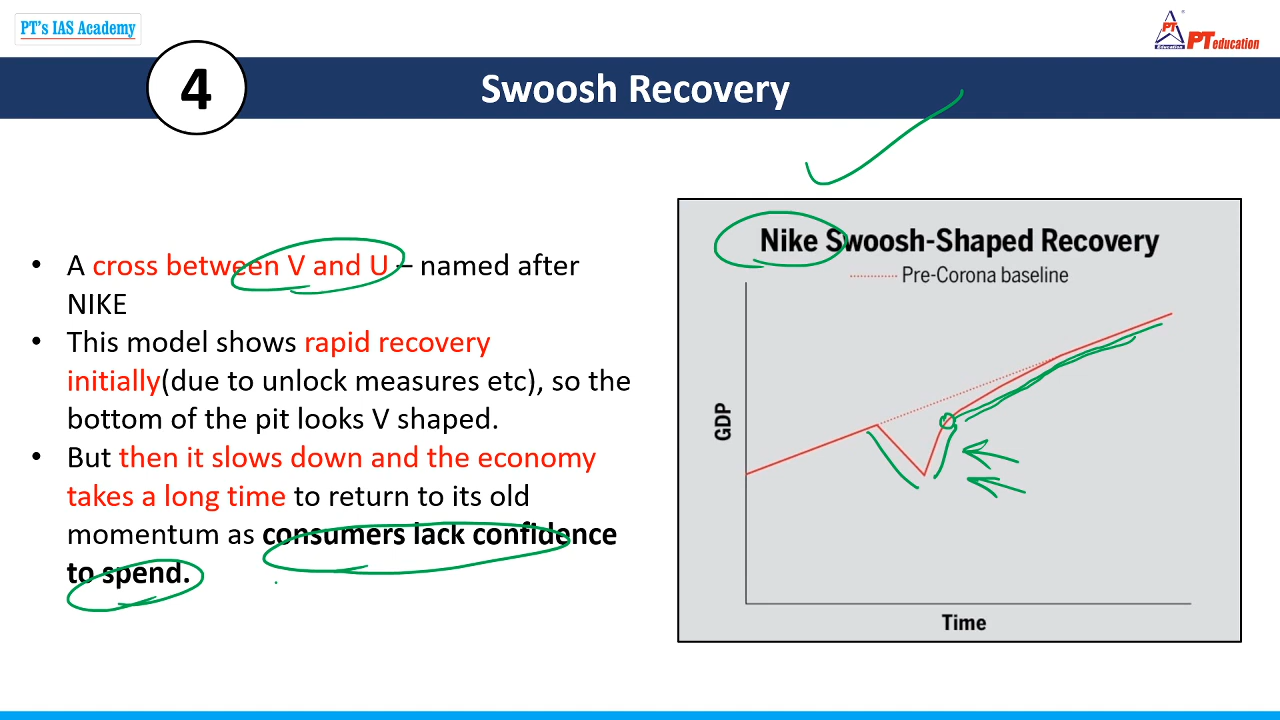 PT's IAS Academy
PT
Education
PT education
4
Swoosh Recovery
• A cross between V and U – named after
NIKE
• This model shows rapid recovery
initially(due to unlock measures etc), so the
bottom of the pit looks V shaped.
• But then it slows down and the economy
takes a long time to return to its old
momentum as consumers lack confidence
to spend.
Nike Swoosh-Shaped Recovery
Pre-Corona baseline
GDP
Time